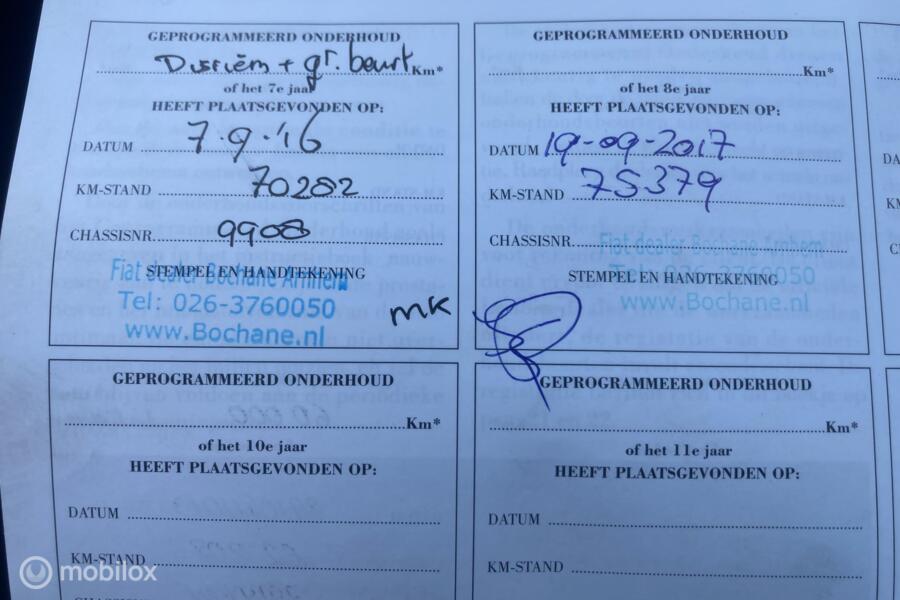 GEPROGRAMMEERD ONDERHOUD
Distriem + gr. beurt Km*
of het 7e jaar
HEEFT PLAATSGEVONDEN OP:
DATUM 7.9.'16
KM-STAND 70282
CHASSISNR. 9908
STEMPEL EN HANDTEKENING
Fiat dealer Bochane Arnhem
Tel: 026-3760050
www.Bochane.nl
MK
GEPROGRAMMEERD ONDERHOUD
Km*
of het 8e jaar
HEEFT PLAATSGEVONDEN OP:
DATUM 19-09-2017
KM-STAND 75379
CHASSISNR.
Fiat dealer Bochane Arnhem
STEMPEL EN HANDTEKENING
Tel: 026-3760050
www.Bochane.nl
GEPROGRAMMEERD ONDERHOUD
Km*
of het 10e jaar
HEEFT PLAATSGEVONDEN OP:
DATUM
KM-STAND
GEPROGRAMMEERD ONDERHOUD
Km*
of het 11e jaar
HEEFT PLAATSGEVONDEN OP:
DATUM
KM-STAND
mobilox